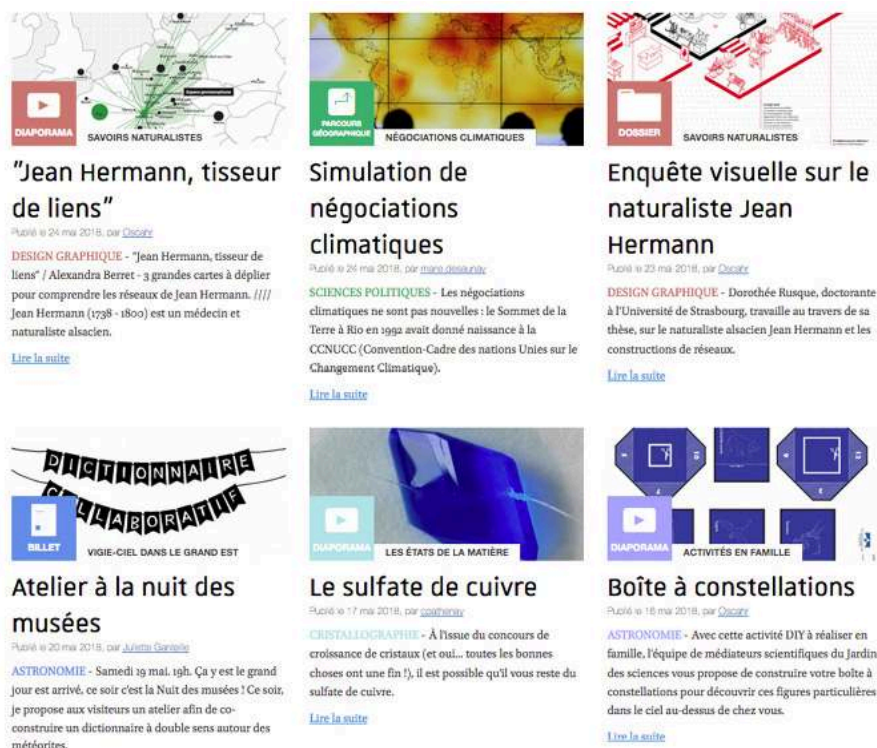 DIAPORAMA
SAVOIRS NATURALISTES
"Jean Hermann, tisseur
de liens"
Publié le 24 mai 2018, par Oscahr
DESIGN GRAPHIQUE - "Jean Hermann, tisseur de
liens" / Alexandra Berret - 3 grandes cartes à déplier
pour comprendre les réseaux de Jean Hermann. ////
Jean Hermann (1738 - 1800) est un médecin et
naturaliste alsacien.
Lire la suite
PARCOURS
GÉOGRAPHIQUE
NÉGOCIATIONS CLIMATIQUES
Simulation de
négociations
climatiques
Publié le 24 mai 2018, par marc desaunay
SCIENCES POLITIQUES - Les négociations
climatiques ne sont pas nouvelles : le Sommet de la
Terre à Rio en 1992 avait donné naissance à la
CCNUCC (Convention-Cadre des nations Unies sur le
Changement Climatique).
Lire la suite
DOSSIER
SAVOIRS NATURALISTES
Enquête visuelle sur le
naturaliste Jean
Hermann
Publié le 23 mai 2018, par Oscahr
DESIGN GRAPHIQUE - Dorothée Rusque, doctorante
à l'Université de Strasbourg, travaille au travers de sa
thèse, sur le naturaliste alsacien Jean Hermann et les
constructions de réseaux.
Lire la suite
DICTIONNAIRE
COLLABORATIF
BILLET
VIGIE-CIEL DANS LE GRAND EST
Atelier à la nuit des
musées
Publié le 20 mai 2018, par Juliette
ASTRONOMIE - Samedi 19 mai. 19h. Ça y est le grand
jour est arrivé, ce soir c'est la Nuit des musées ! Ce soir,
je propose aux visiteurs un atelier afin de co-
construire un dictionnaire à double sens autour des
météorites.
DIAPORAMA
LES ÉTATS DE LA MATIÈRE
Le sulfate de cuivre
Publié le 17 mai 2018, par cpathenay
CRISTALLOGRAPHIE - À l'issue du concours de
croissance de cristaux (et oui... toutes les bonnes
choses ont une fin !), il est possible qu'il vous reste du
sulfate de cuivre.
Lire la suite
DIAPORAMA
ACTIVITÉS EN FAMILLE
Boîte à constellations
Publié le 16 mai 2018, par Oscahr
ASTRONOMIE - Avec cette activité DIY à réaliser en
famille, l'équipe de médiateurs scientifiques du Jardin
des sciences vous propose de construire votre boîte à
constellations pour découvrir ces figures particulières
dans le ciel au-dessus de chez vous.
Lire la suite